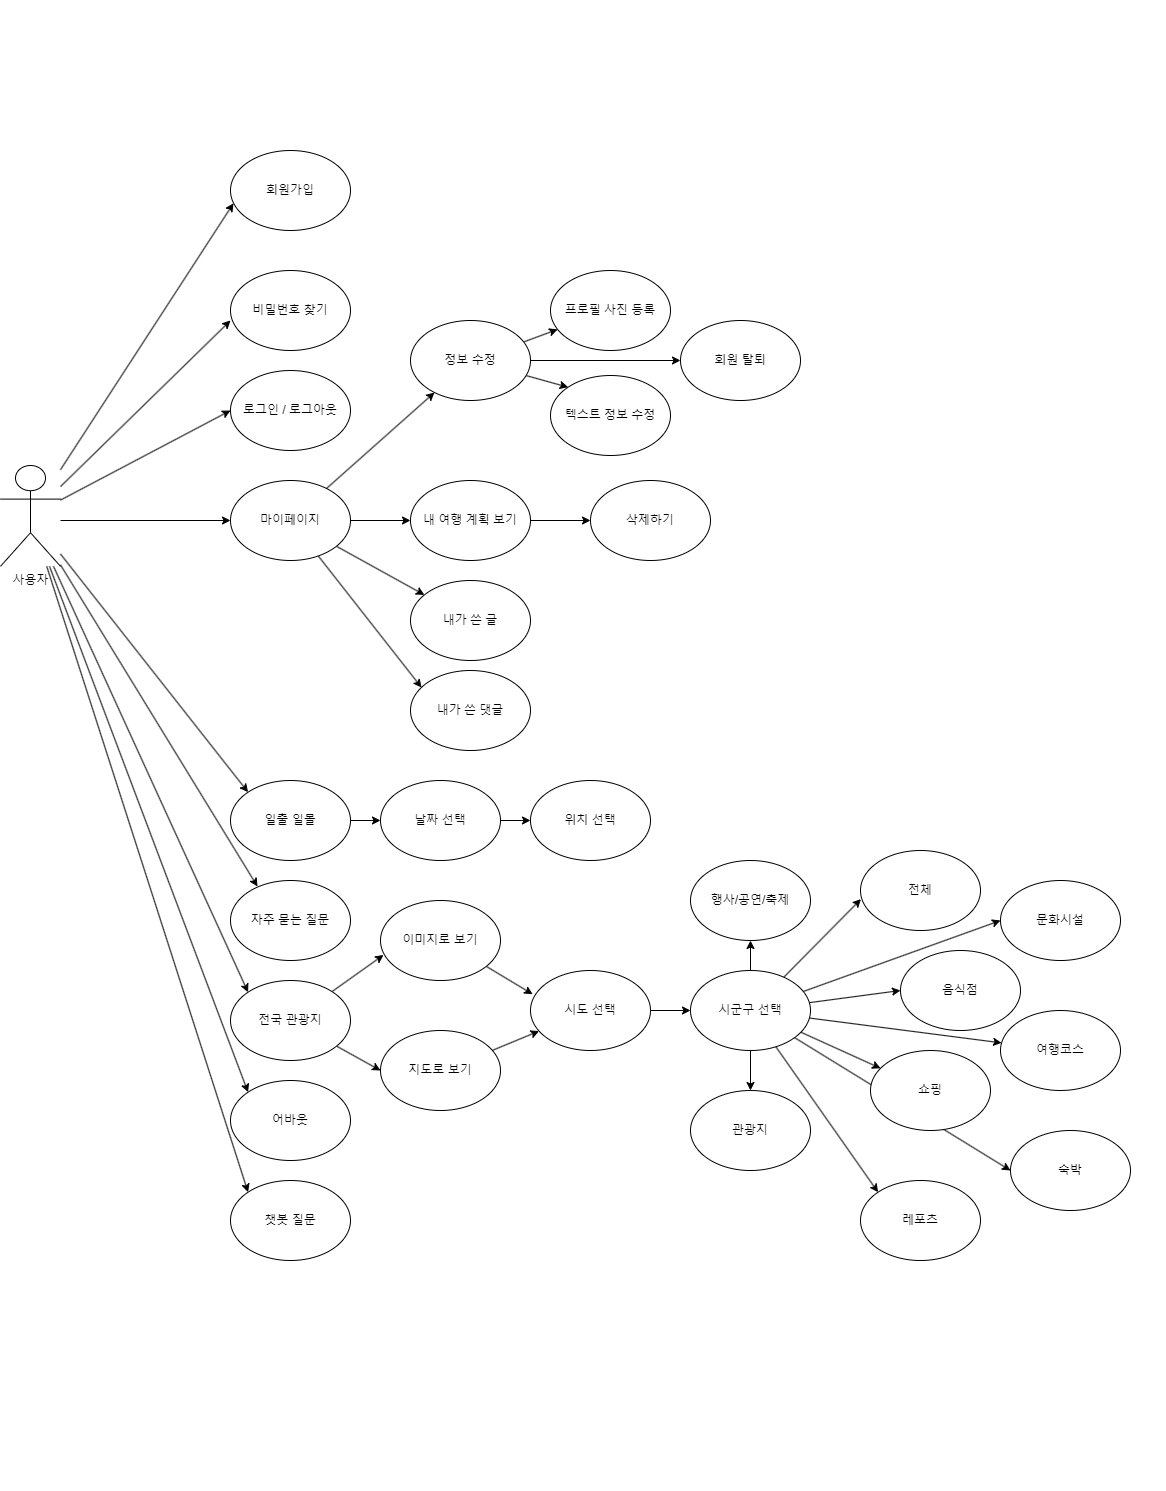 회원가입
비밀번호 찾기
로그인 / 로그아웃
사용자
마이페이지
정보 수정
프로필 사진 등록
회원 탈퇴
텍스트 정보 수정
내 여행 계획 보기
삭제하기
내가 쓴 글
내가 쓴 댓글
일출 일몰
날짜 선택
위치 선택
자주 묻는 질문
전국 관광지
이미지로 보기
지도로 보기
시도 선택
시군구 선택
행사/공연/축제
전체
문화시설
음식점
여행코스
쇼핑
관광지
숙박
레포츠
어바웃
챗봇 질문